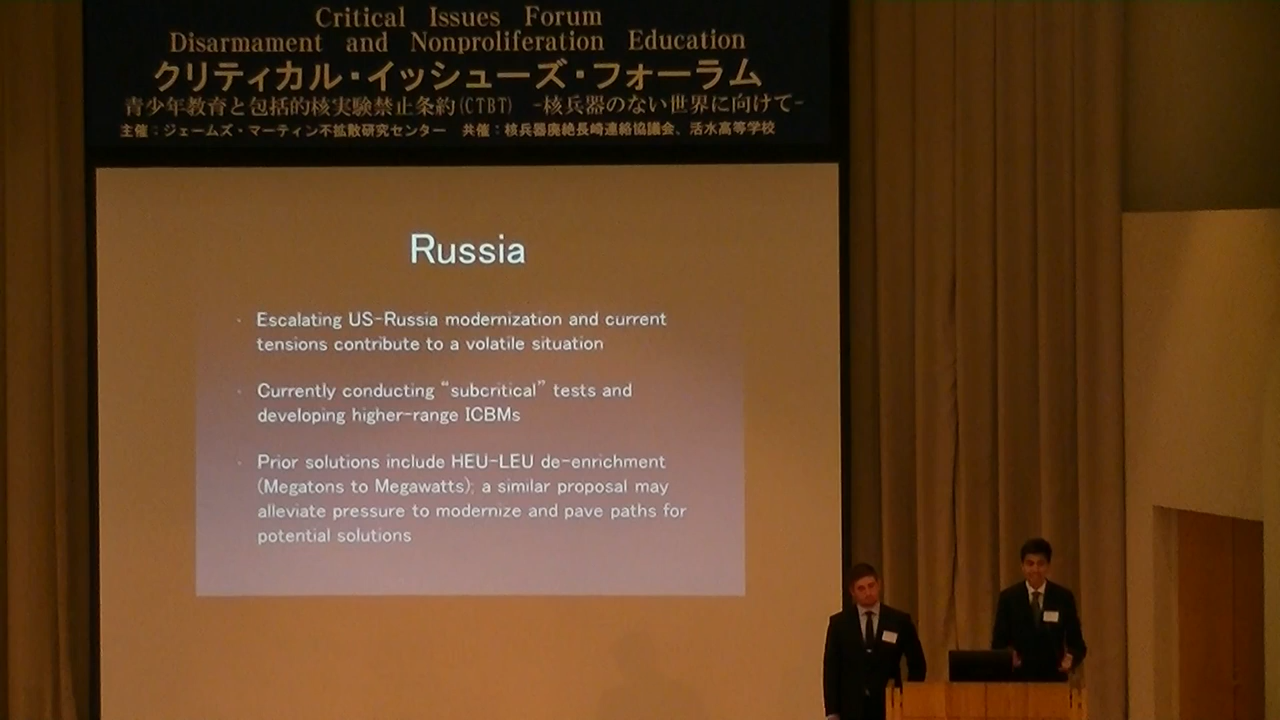 Critical Issues Forum
Disarmament and Nonproliferation Education
クリティカル・イッシューズ・フォーラム
青少年教育と包括的核実験禁止条約(CTBT) -核兵器のない世界に向けて-
主催：ジェームズ・マーティン不拡散研究センター 共催：核兵器廃絶長崎連絡協議会、活水高等学校
Russia
· Escalating US-Russia modernization and current
tensions contribute to a volatile situation
· Currently conducting “subcritical” tests and
developing higher-range ICBMs
· Prior solutions include HEU-LEU de-enrichment
(Megatons to Megawatts); a similar proposal may
alleviate pressure to modernize and pave paths for
potential solutions